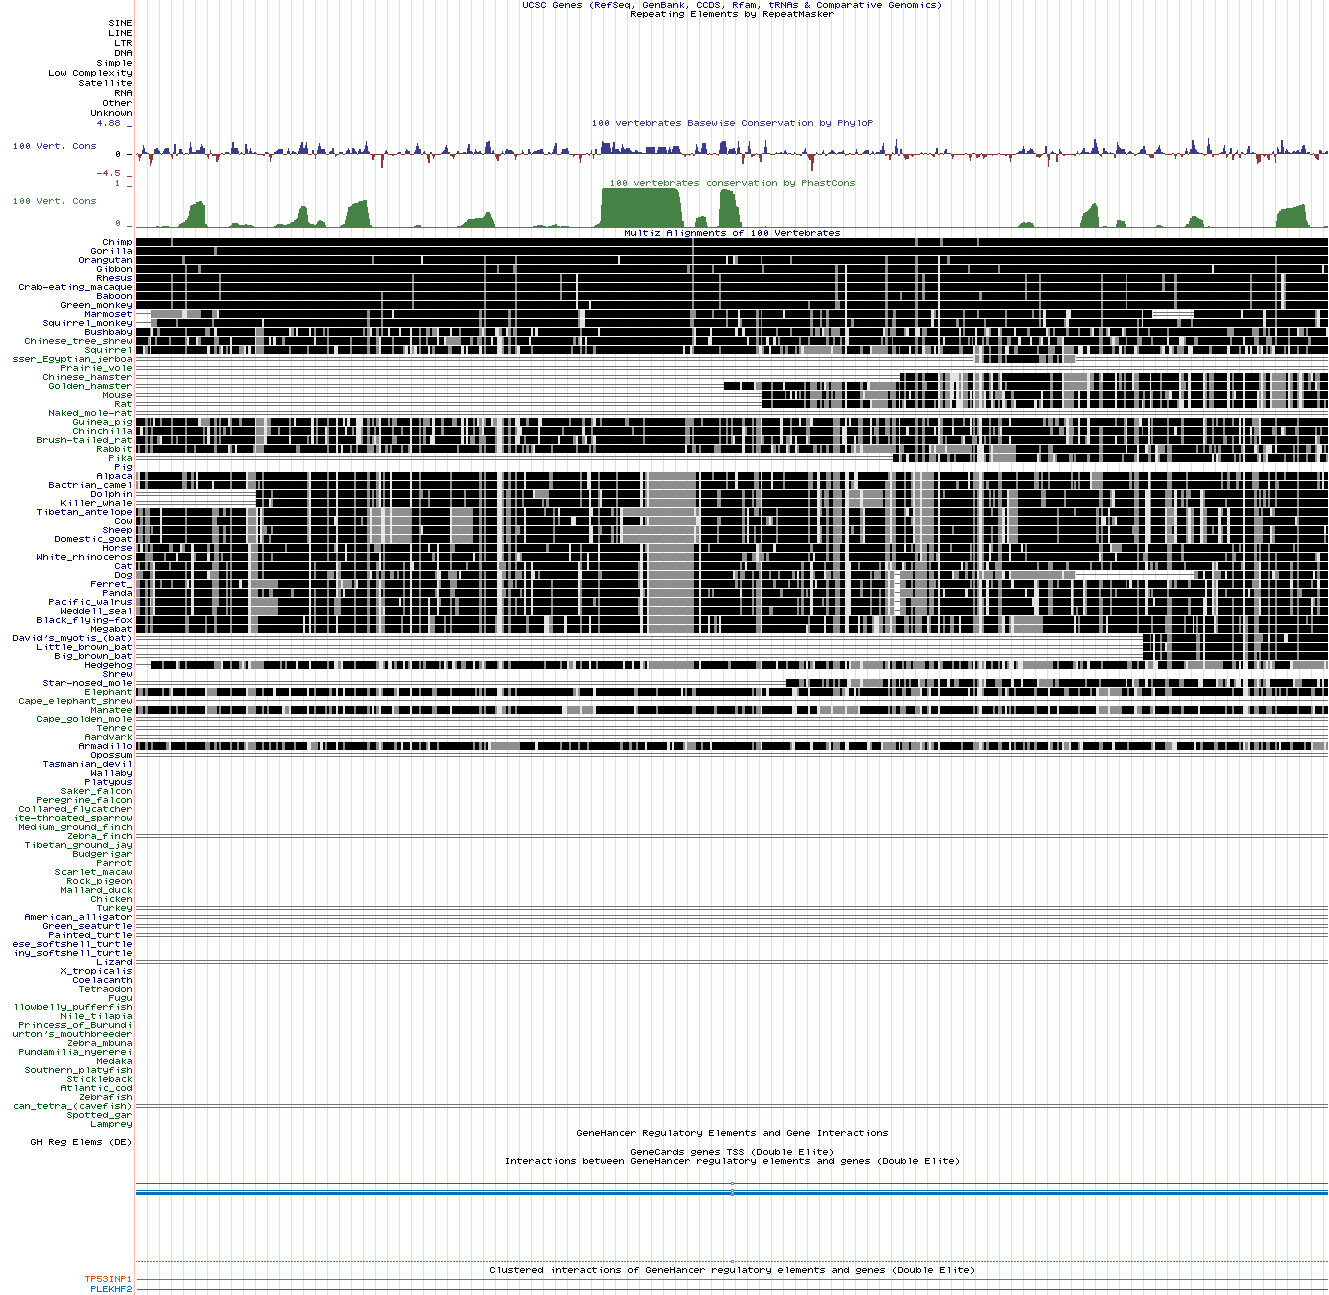 UCSC Genes (RefSeq, GenBank, CCDS, Rfam, tRNAs & Comparative Genomics)
Repeating Elements by RepeatMasker
SINE
LINE
LTR
DNA
Simple
Low Complexity
Satellite
RNA
Other
Unknown
4.88 _
100 vertebrates Basewise Conservation by PhyloP
100 Vert. Cons
0 _
-4.5 _
1 _
100 vertebrates conservation by PhastCons
100 Vert. Cons
0 _
Multiz Alignments of 100 Vertebrates
Chimp
Gorilla
Orangutan
Gibbon
Rhesus
Crab-eating_macaque
Baboon
Green_monkey
Marmoset
Squirrel_monkey
Bushbaby
Chinese_tree_shrew
Squirrel
sser_Egyptian_jerboa
Prairie_vole
Chinese_hamster
Golden_hamster
Mouse
Rat
Naked_mole-rat
Guinea_pig
Chinchilla
Brush-tailed_rat
Rabbit
Pika
Pig
Alpaca
Bactrian_camel
Dolphin
Killer_whale
Tibetan_antelope
Cow
Sheep
Domestic_goat
Horse
White_rhinoceros
Cat
Dog
Ferret_
Panda
Pacific_walrus
Weddell_seal
Black_flying-fox
Megabat
David's_myotis_(bat)
Little_brown_bat
Big_brown_bat
Hedgehog
Shrew
Star-nosed_mole
Elephant
Cape_elephant_shrew
Manatee
Cape_golden_mole
Tenrec
Aardvark
Armadillo
Opossum
Tasmanian_devil
Wallaby
Platypus
Saker_falcon
Peregrine_falcon
Collared_flycatcher
ite-throated_sparrow
Medium_ground_finch
Zebra_finch
Tibetan_ground_jay
Budgerigar
Parrot
Scarlet_macaw
Rock_pigeon
Mallard_duck
Chicken
Turkey
American_alligator
Green_seaturtle
Painted_turtle
ese_softshell_turtle
iny_softshell_turtle
Lizard
X_tropicalis
Coelacanth
Tetraodon
Fugu
llowbelly_pufferfish
Nile_tilapia
Princess_of_Burundi
urton's_mouthbreeder
Zebra_mbuna
Pundamilia_nyererei
Medaka
Southern_platyfish
Stickleback
Atlantic_cod
Zebrafish
can_tetra_(cavefish)
Spotted_gar
Lamprey
GeneHancer Regulatory Elements and Gene Interactions
GH Reg Elems (DE)
GeneCards genes TSS (Double Elite)
Interactions between GeneHancer regulatory elements and genes (Double Elite)
Clustered interactions of GeneHancer regulatory elements and genes (Double Elite)
TP53INP1
PLEKHF2